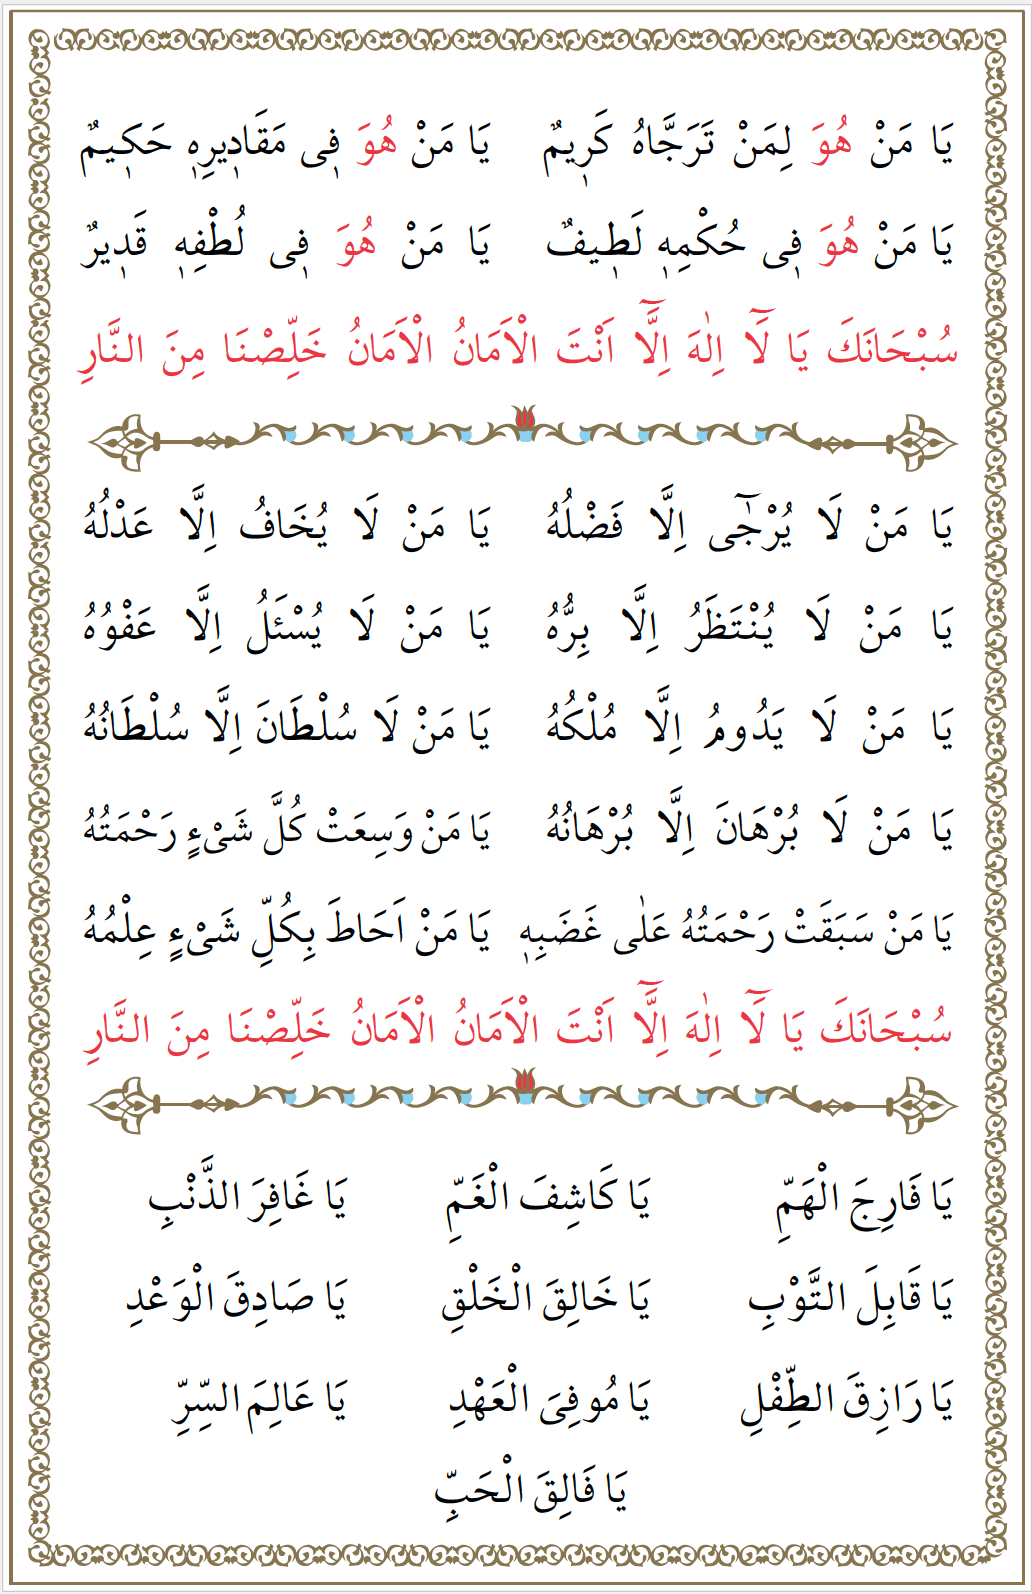 يَا مَنْ هُوَ لِمَنْ تَرَجَّاهُ كَرٖيمٌ يَا مَنْ هُوَ فٖى مَقَادٖيرِهٖ حَكٖيمٌ
يَا مَنْ هُوَ فٖى حُكْمِهٖ لَطٖيفٌ يَا مَنْ هُوَ فٖى لُطْفِهٖ قَدٖيرٌ
سُبْحَانَكَ يَا لَٓا اِلٰهَ اِلَّٓا اَنْتَ الْاَمَانُ الْاَمَانُ خَلِّصْنَا مِنَ النَّارِ
يَا مَنْ لَا يُرْجٰٓى اِلَّا فَضْلُهُ يَا مَنْ لَا يُخَافُ اِلَّا عَدْلُهُ
يَا مَنْ لَا يُنْتَظَرُ اِلَّا بِرُّهُ يَا مَنْ لَا يُسْئَلُ اِلَّا عَفْوُهُ
يَا مَنْ لَا يَدُومُ اِلَّا مُلْكُهُ يَا مَنْ لَا سُلْطَانَ اِلَّا سُلْطَانُهُ
يَا مَنْ لَا بُرْهَانَ اِلَّا بُرْهَانُهُ يَا مَنْ وَسِعَتْ كُلَّ شَىْءٍ رَحْمَتُهُ
يَا مَنْ سَبَقَتْ رَحْمَتُهُ عَلٰى غَضَبِهٖ يَا مَنْ اَحَاطَ بِكُلِّ شَىْءٍ عِلْمُهُ
سُبْحَانَكَ يَا لَٓا اِلٰهَ اِلَّٓا اَنْتَ الْاَمَانُ الْاَمَانُ خَلِّصْنَا مِنَ النَّارِ
يَا فَارِجَ الْهَمِّ يَا كَاشِفَ الْغَمِّ يَا غَافِرَ الذَّنْبِ
يَا قَابِلَ التَّوْبِ يَا خَالِقَ الْخَلْقِ يَا صَادِقَ الْوَعْدِ
يَا رَازِقَ الطِّفْلِ يَا مُوفِىَ الْعَهْدِ يَا عَالِمَ السِّرِّ
يَا فَالِقَ الْحَبِّ